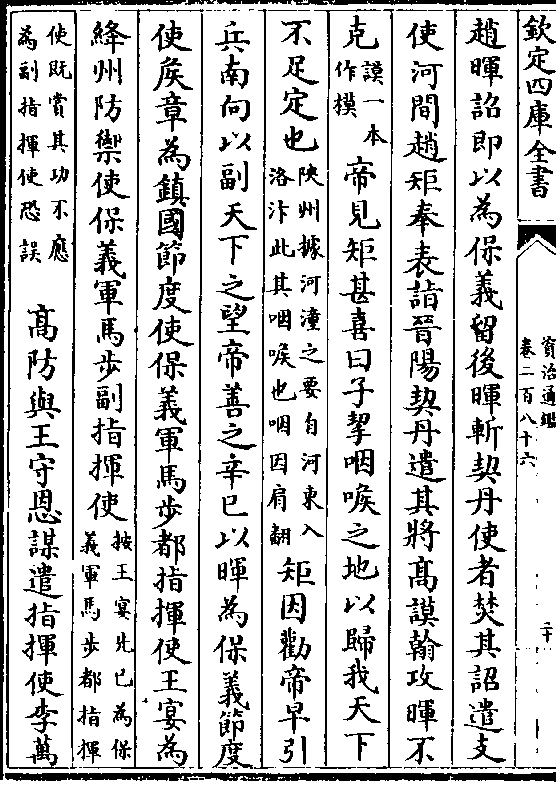 欽定四庫全書
資治通鑑
卷二百八十六
二十
趙暉詔即以為保義留後暉斬契丹使者焚其詔遣支
使河間趙矩奉表詣晉陽契丹遣其將高謨翰攻暉不
克謨一本作模帝見矩甚喜曰子挈咽喉之地以歸我天下
不足定也陜州據河潼之要自河東入洛汴此其咽喉也咽因肩翻矩因勸帝早引
兵南向以副天下之望帝善之辛巳以暉為保義節度
使矦章為鎮國節度使保義軍馬步都指揮使王宴為
絳州防禦使保義軍馬步副指揮使按王宴先已為保義軍馬步都指揮
使既賞其功不應為副指揮使恐誤高防與王守恩謀遣指揮使李萬